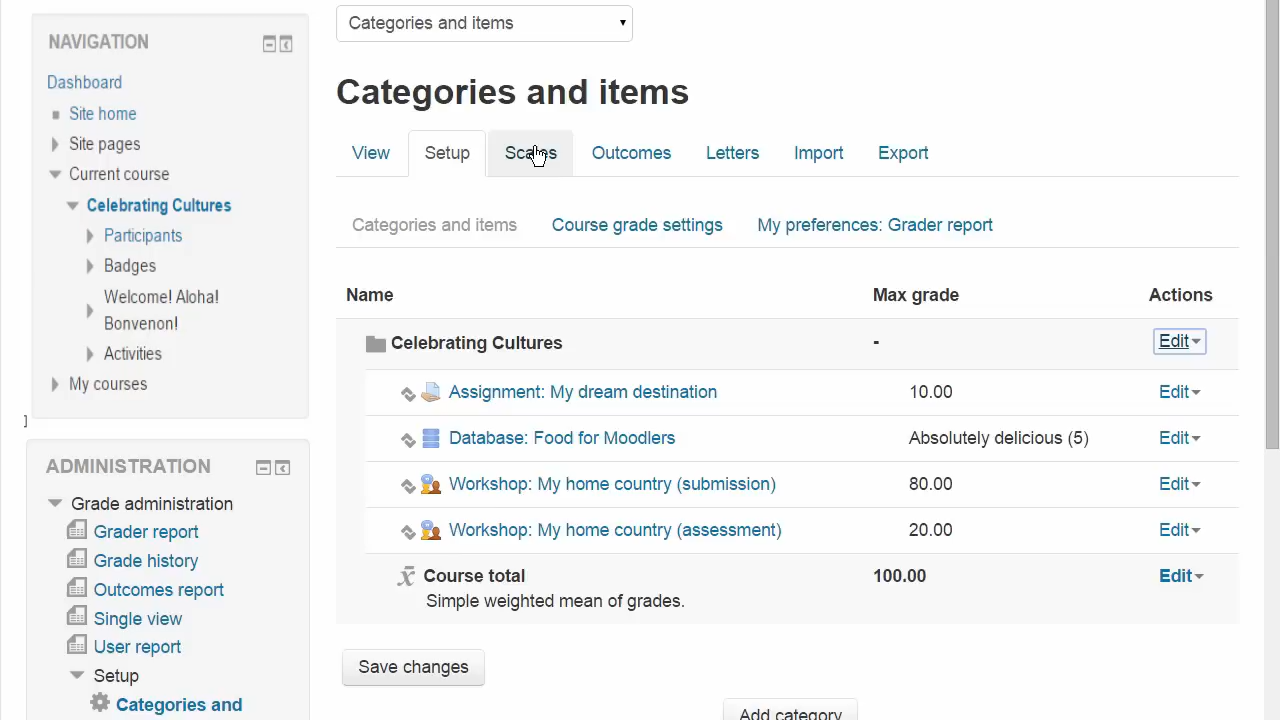 NAVIGATION
Dashboard
Site home
Site pages
Current course
Celebrating Cultures
Participants
Badges
Welcome! Aloha!
Bonvenon!
Activities
My courses
]
ADMINISTRATION
Grade administration
Grader report
Grade history
Outcomes report
Single view
User report
Setup
Categories and
Categories and items
Categories and items
View Setup Scales Outcomes Letters Import Export
Categories and items Course grade settings My preferences: Grader report
Name Max grade Actions
Celebrating Cultures - Edit
Assignment: My dream destination 10.00 Edit
Database: Food for Moodlers Absolutely delicious (5) Edit
Workshop: My home country (submission) 80.00 Edit
Workshop: My home country (assessment) 20.00 Edit
Course total 100.00 Edit
Simple weighted mean of grades.
Save changes
Add category